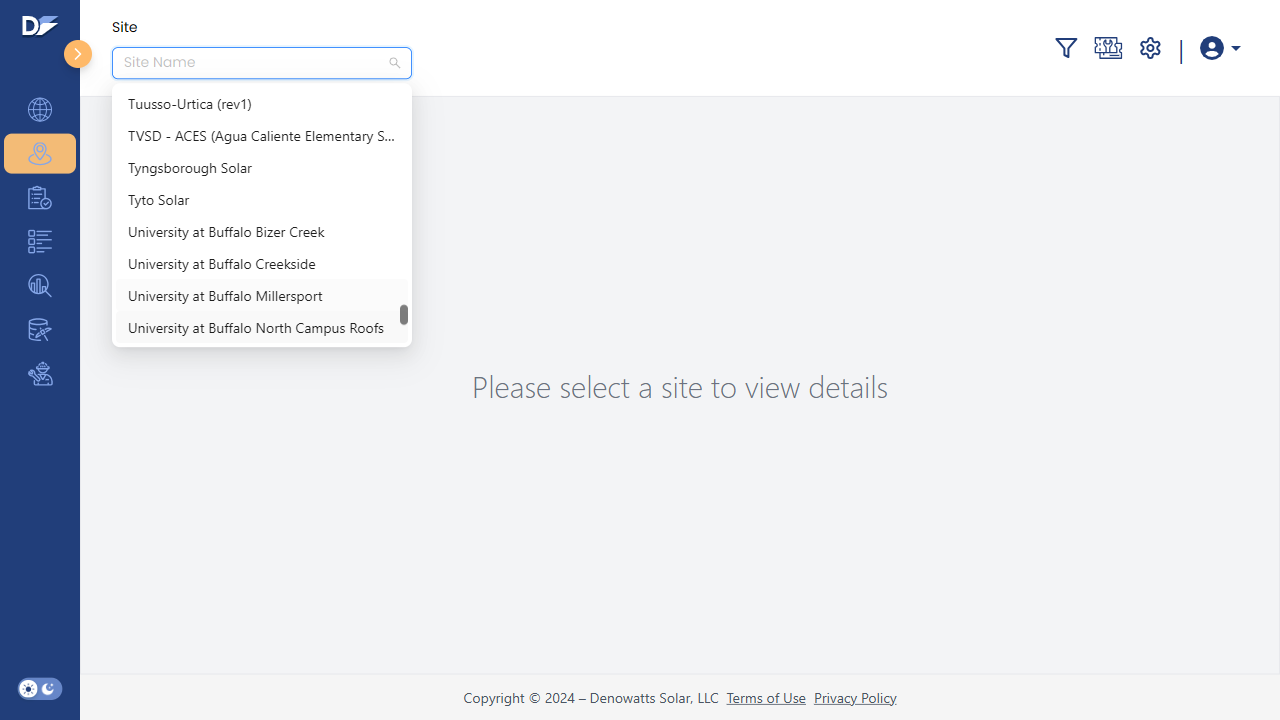 Site
Site Name
Tuusso-Urtica (rev1)
TVSD - ACES (Agua Caliente Elementary S...
Tyngsborough Solar
Tyto Solar
University at Buffalo Bizer Creek
University at Buffalo Creekside
University at Buffalo Millersport
University at Buffalo North Campus Roofs
Please select a site to view details
Copyright © 2024 – Denowatts Solar, LLC Terms of Use Privacy Policy